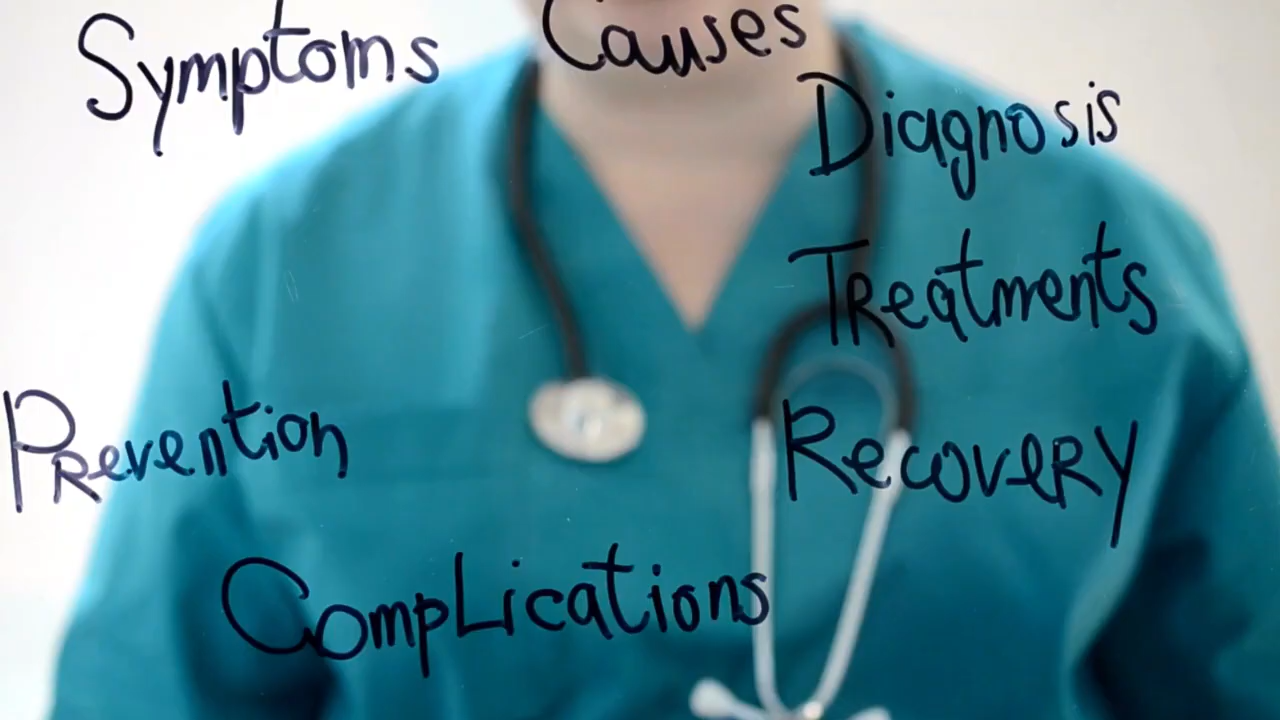 Symptoms
Causes
Diagnosis
Treatments
Prevention
Recovery
Complications